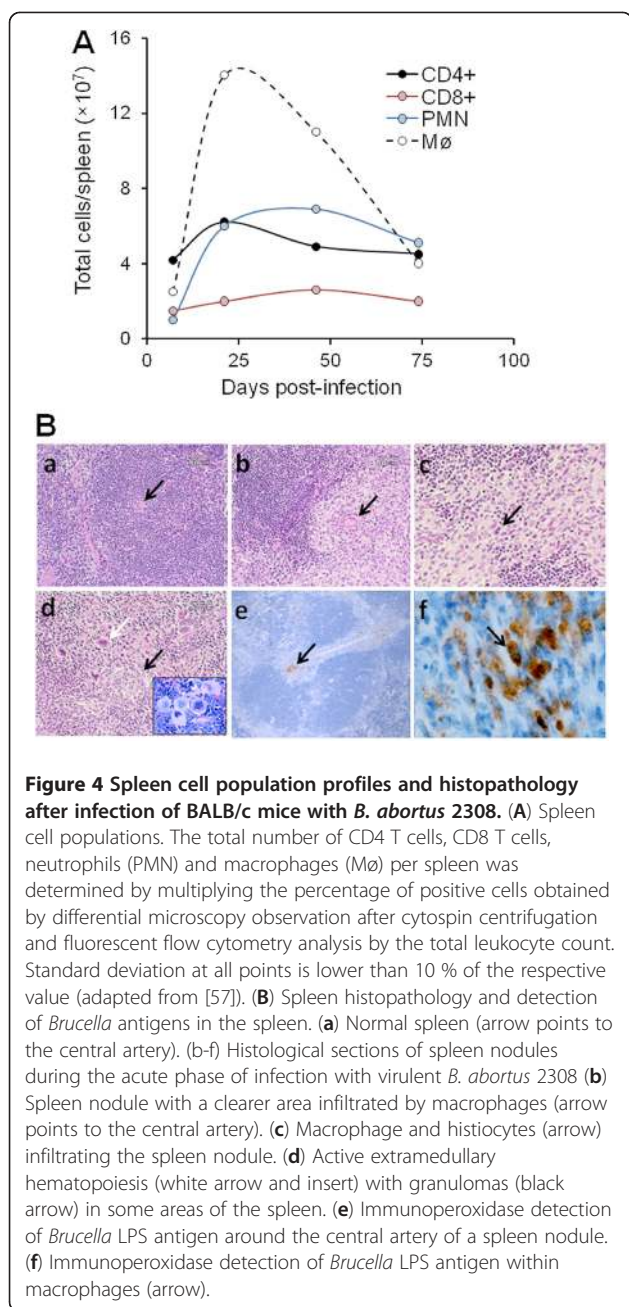 A
16
12
8
4
0
Total cells/spleen (×10⁷)
CD4+
CD8+
PMN
Mø
0 25 50 75 100
Days post-infection
B
a b c
d e f
Figure 4 Spleen cell population profiles and histopathology
after infection of BALB/c mice with B. abortus 2308. (A) Spleen
cell populations. The total number of CD4 T cells, CD8 T cells,
neutrophils (PMN) and macrophages (Mø) per spleen was
determined by multiplying the percentage of positive cells obtained
by differential microscopy observation after cytospin centrifugation
and fluorescent flow cytometry analysis by the total leukocyte count.
Standard deviation at all points is lower than 10 % of the respective
value (adapted from [57]). (B) Spleen histopathology and detection
of Brucella antigens in the spleen. (a) Normal spleen (arrow points to
the central artery). (b-f) Histological sections of spleen nodules
during the acute phase of infection with virulent B. abortus 2308 (b)
Spleen nodule with a clearer area infiltrated by macrophages (arrow
points to the central artery). (c) Macrophage and histiocytes (arrow)
infiltrating the spleen nodule. (d) Active extramedullary
hematopoiesis (white arrow and insert) with granulomas (black
arrow) in some areas of the spleen. (e) Immunoperoxidase detection
of Brucella LPS antigen around the central artery of a spleen nodule.
(f) Immunoperoxidase detection of Brucella LPS antigen within
macrophages (arrow).